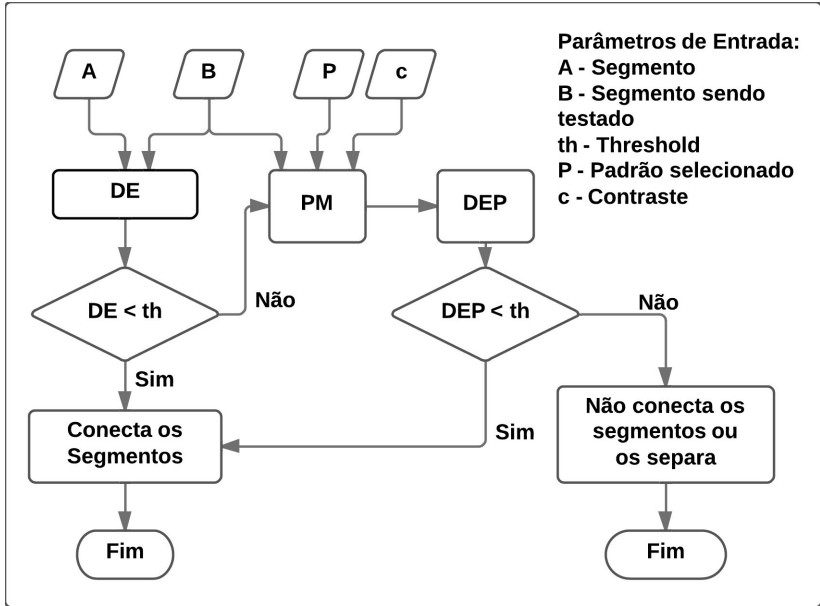 A
B
P
c
Parâmetros de Entrada:
A - Segmento
B - Segmento sendo
testado
th - Threshold
P - Padrão selecionado
c - Contraste
DE
PM
DEP
DE < th
Não
DEP < th
Não
Sim
Conecta os
Segmentos
Sim
Não conecta os
segmentos ou
os separa
Fim
Fim